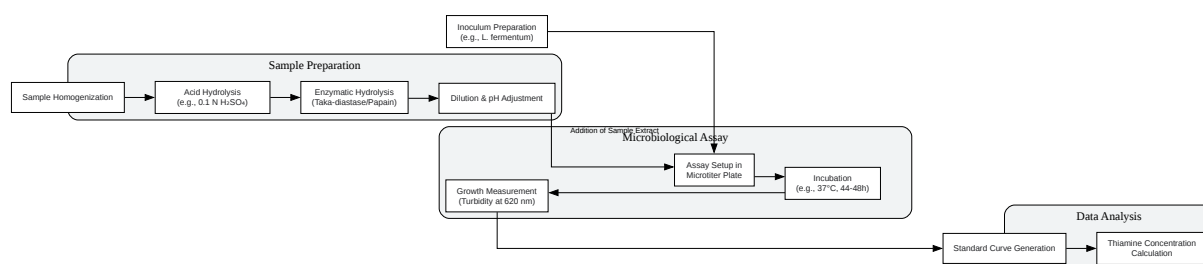 Inoculum Preparation
(e.g., L. fermentum)
Sample Preparation
Sample Homogenization
Acid Hydrolysis
(e.g., 0.1 N H₂SO₄)
Enzymatic Hydrolysis
(Taka-diastase/Papain)
Dilution & pH Adjustment
Addition of Sample Extract
Microbiological Assay
Assay Setup in
Microtiter Plate
Incubation
(e.g., 37°C, 44-48h)
Growth Measurement
(Turbidity at 620 nm)
Data Analysis
Standard Curve Generation
Thiamine Concentration
Calculation